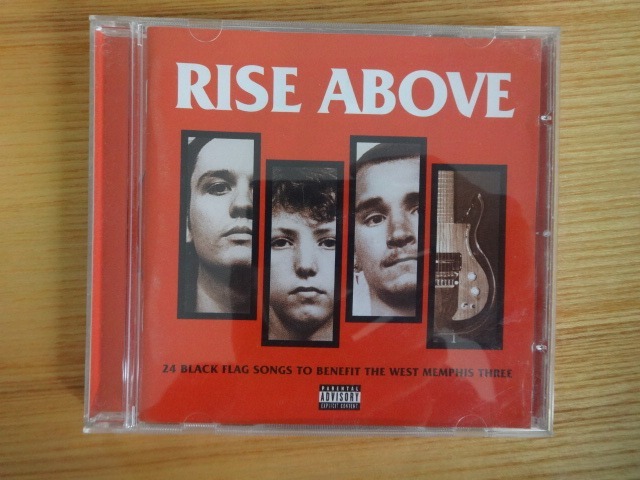 RISE ABOVE
24 BLACK FLAG SONGS TO BENEFIT THE WEST MEMPHIS THREE
PARENTAL
ADVISORY
EXPLICIT CONTENT